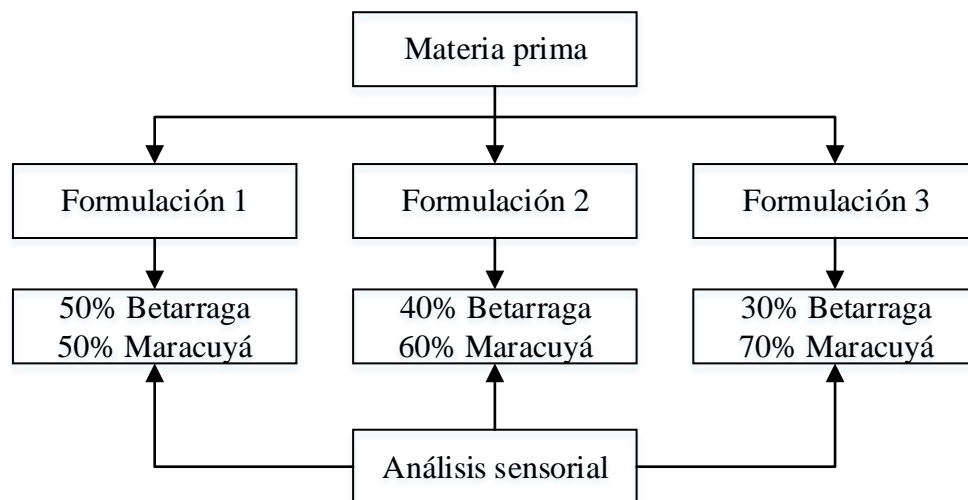 Materia prima
Formulación 1
Formulación 2
Formulación 3
50% Betarraga
50% Maracuyá
40% Betarraga
60% Maracuyá
30% Betarraga
70% Maracuyá
Análisis sensorial